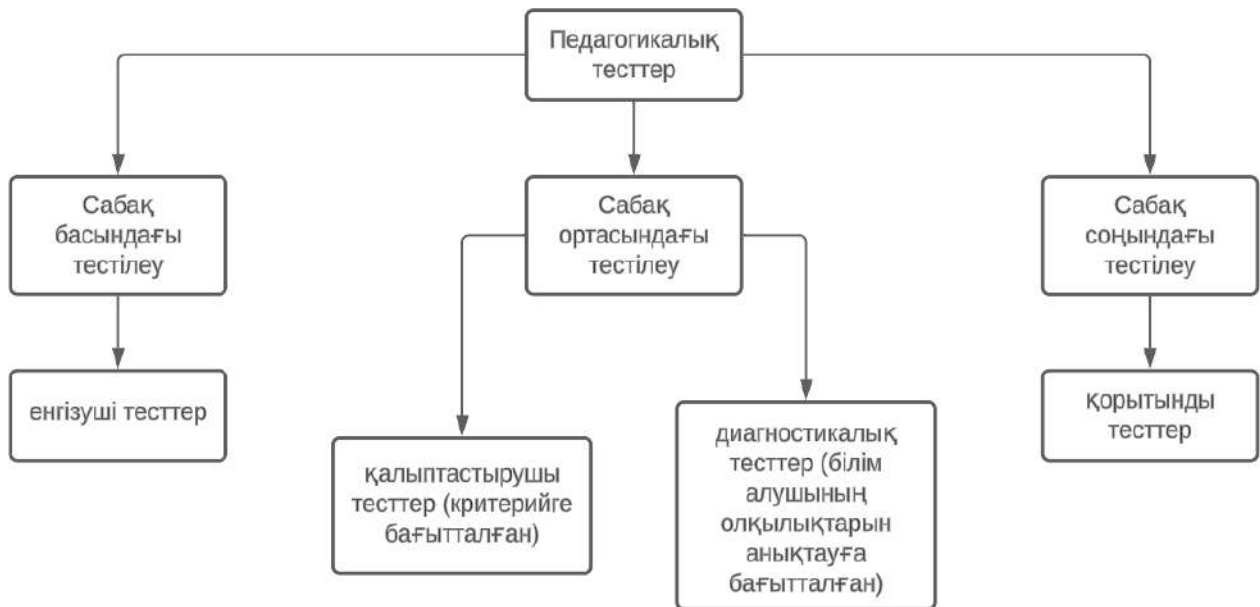 Педагогикалық
тесттер
Сабақ
басындағы
тестілеу
Сабақ
ортасындағы
тестілеу
Сабақ
соңындағы
тестілеу
енгізуші тесттер
қалыптастырушы
тесттер (критерийге
бағытталған)
диагностикалық
тесттер (білім
алушының
олқылықтарын
анықтауға
бағытталған)
қорытынды
тесттер